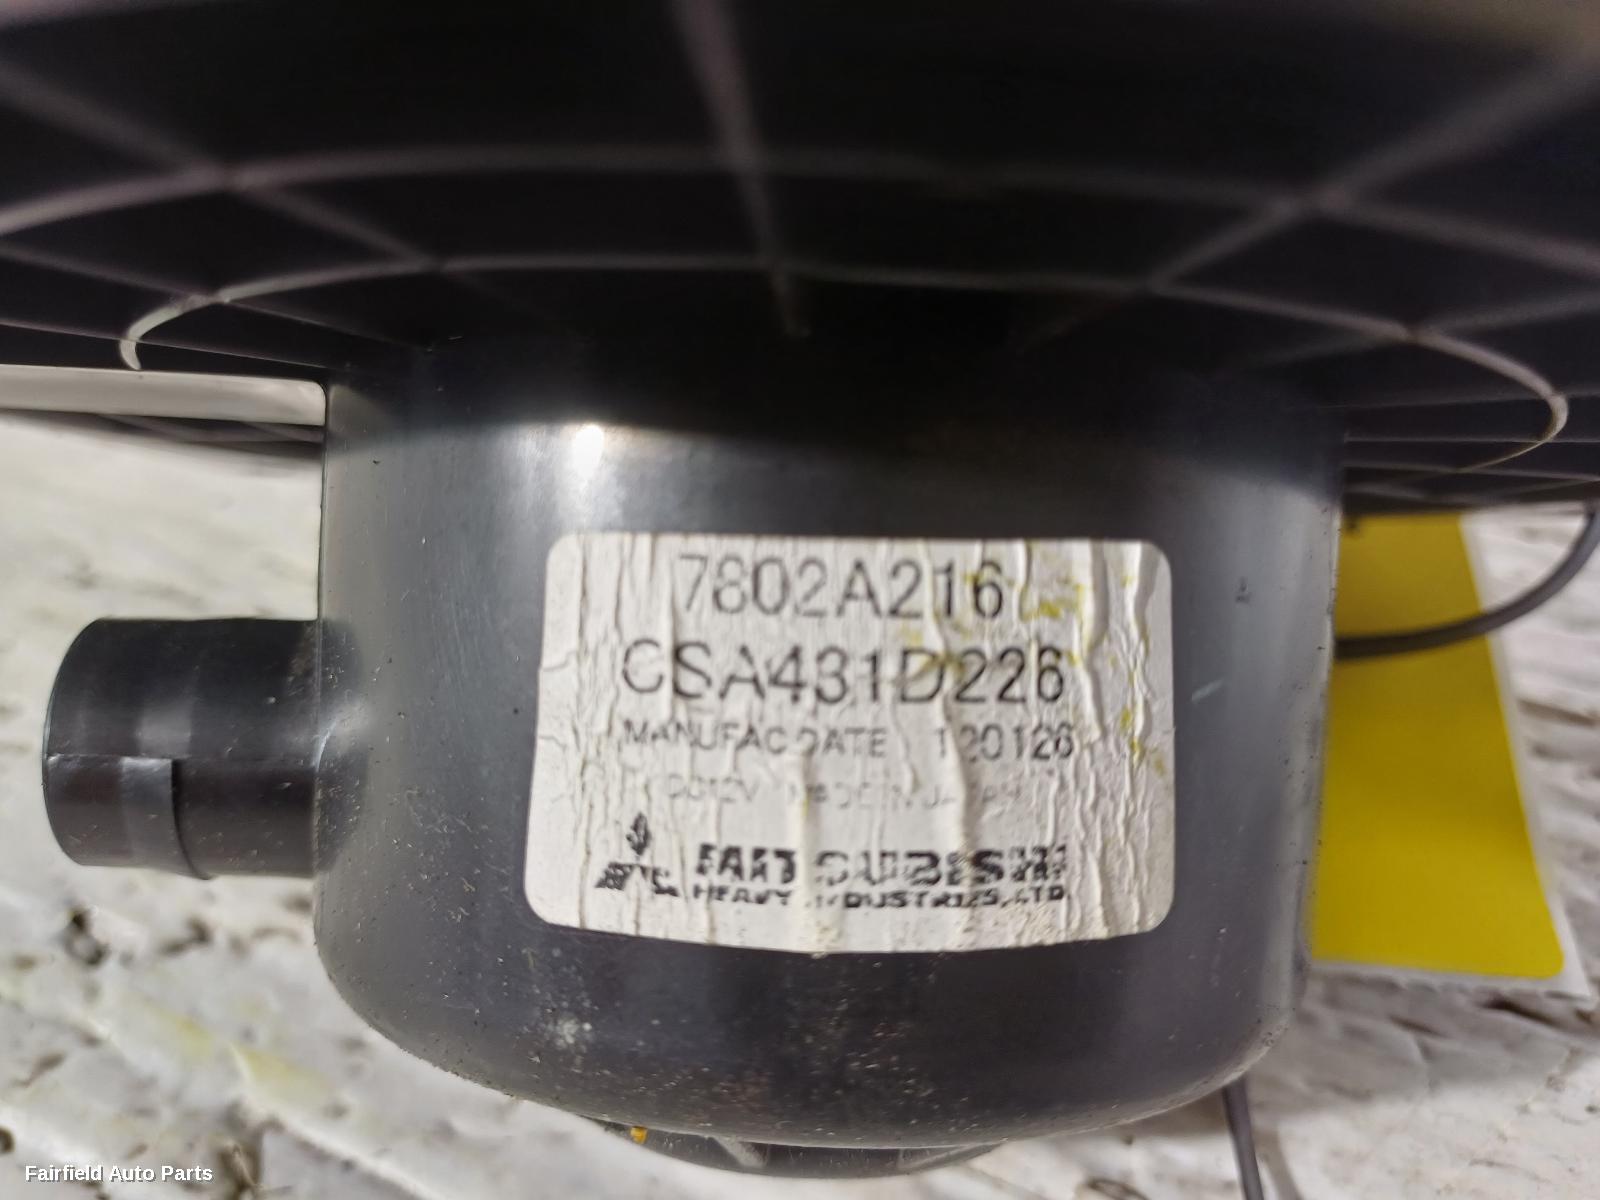 7802A216
CSA431D226
MANUFAC DATE 120126
DC12V MADE IN JAPAN
MITSUBISHI
HEAVY INDUSTRIES, LTD.
Fairfield Auto Parts